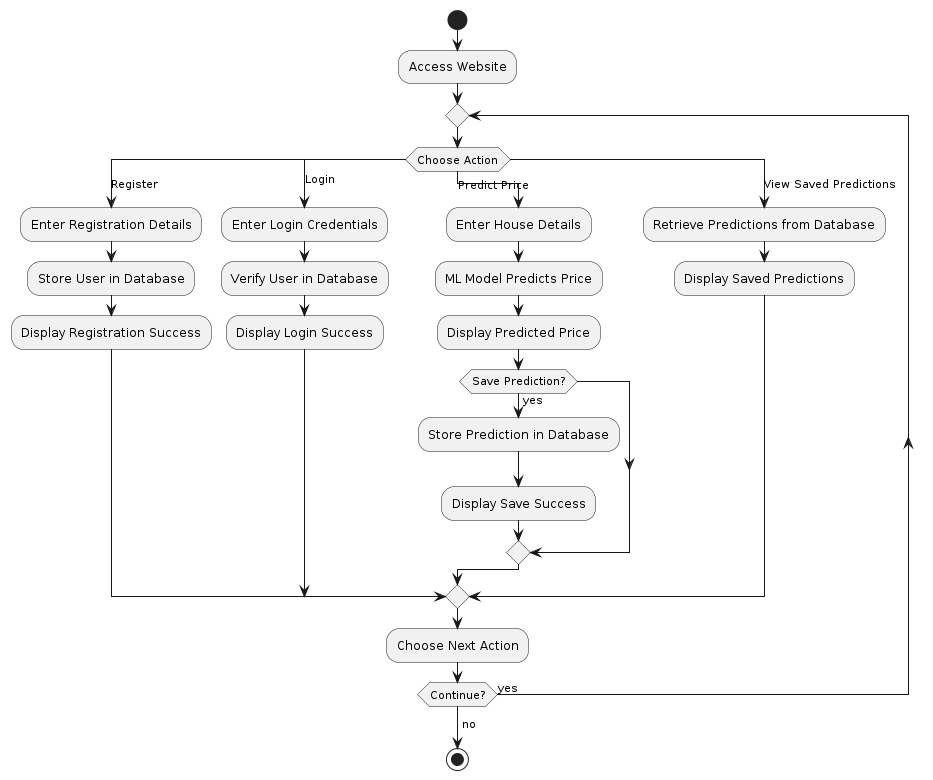 Access Website
Choose Action
Register
Login
Predict Price
View Saved Predictions
Enter Registration Details
Enter Login Credentials
Enter House Details
Retrieve Predictions from Database
Store User in Database
Verify User in Database
ML Model Predicts Price
Display Saved Predictions
Display Registration Success
Display Login Success
Display Predicted Price
Save Prediction?
yes
Store Prediction in Database
Display Save Success
Choose Next Action
Continue?
yes
no